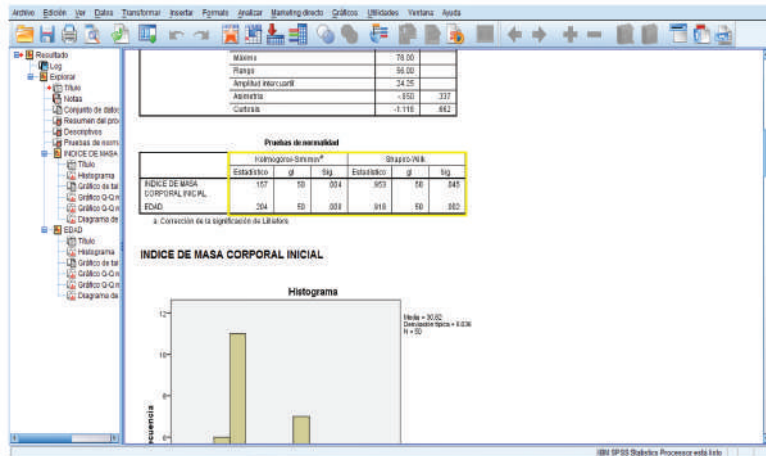 Archivo Edición Ver Datos Transformar Insertar Formato Analizar Marketing directo Gráficos Utilidades Ventana Ayuda
Resultado
Log
Explorar
Título
Notas
Conjunto de datos
Resumen del pro
Descriptivos
Pruebas de norm
INDICE DE MASA
Título
Histograma
Gráfico de tal
Gráfico Q-Q n
Gráfico Q-Q n
Diagrama de
EDAD
Título
Histograma
Gráfico de tal
Gráfico Q-Q n
Gráfico Q-Q n
Diagrama de
Máximo 78.00
Rango 56.00
Amplitud intercuartil 24.25
Asimetría .337
Curtosis -1.116 .662
Pruebas de normalidad
Kolmogorov-Smirnov a Shapiro-Wilk
Estadístico gl Sig. Estadístico gl Sig.
INDICE DE MASA CORPORAL INICIAL .157 50 .004 .953 50 .045
EDAD .204 50 50 .002
a. Corrección de la significación de Lilliefors
INDICE DE MASA CORPORAL INICIAL
Histograma
Media = 30.82
Desviación típica =
N = 50
12
10
8
6
cuencia
IBM SPSS Statistics Processor está listo